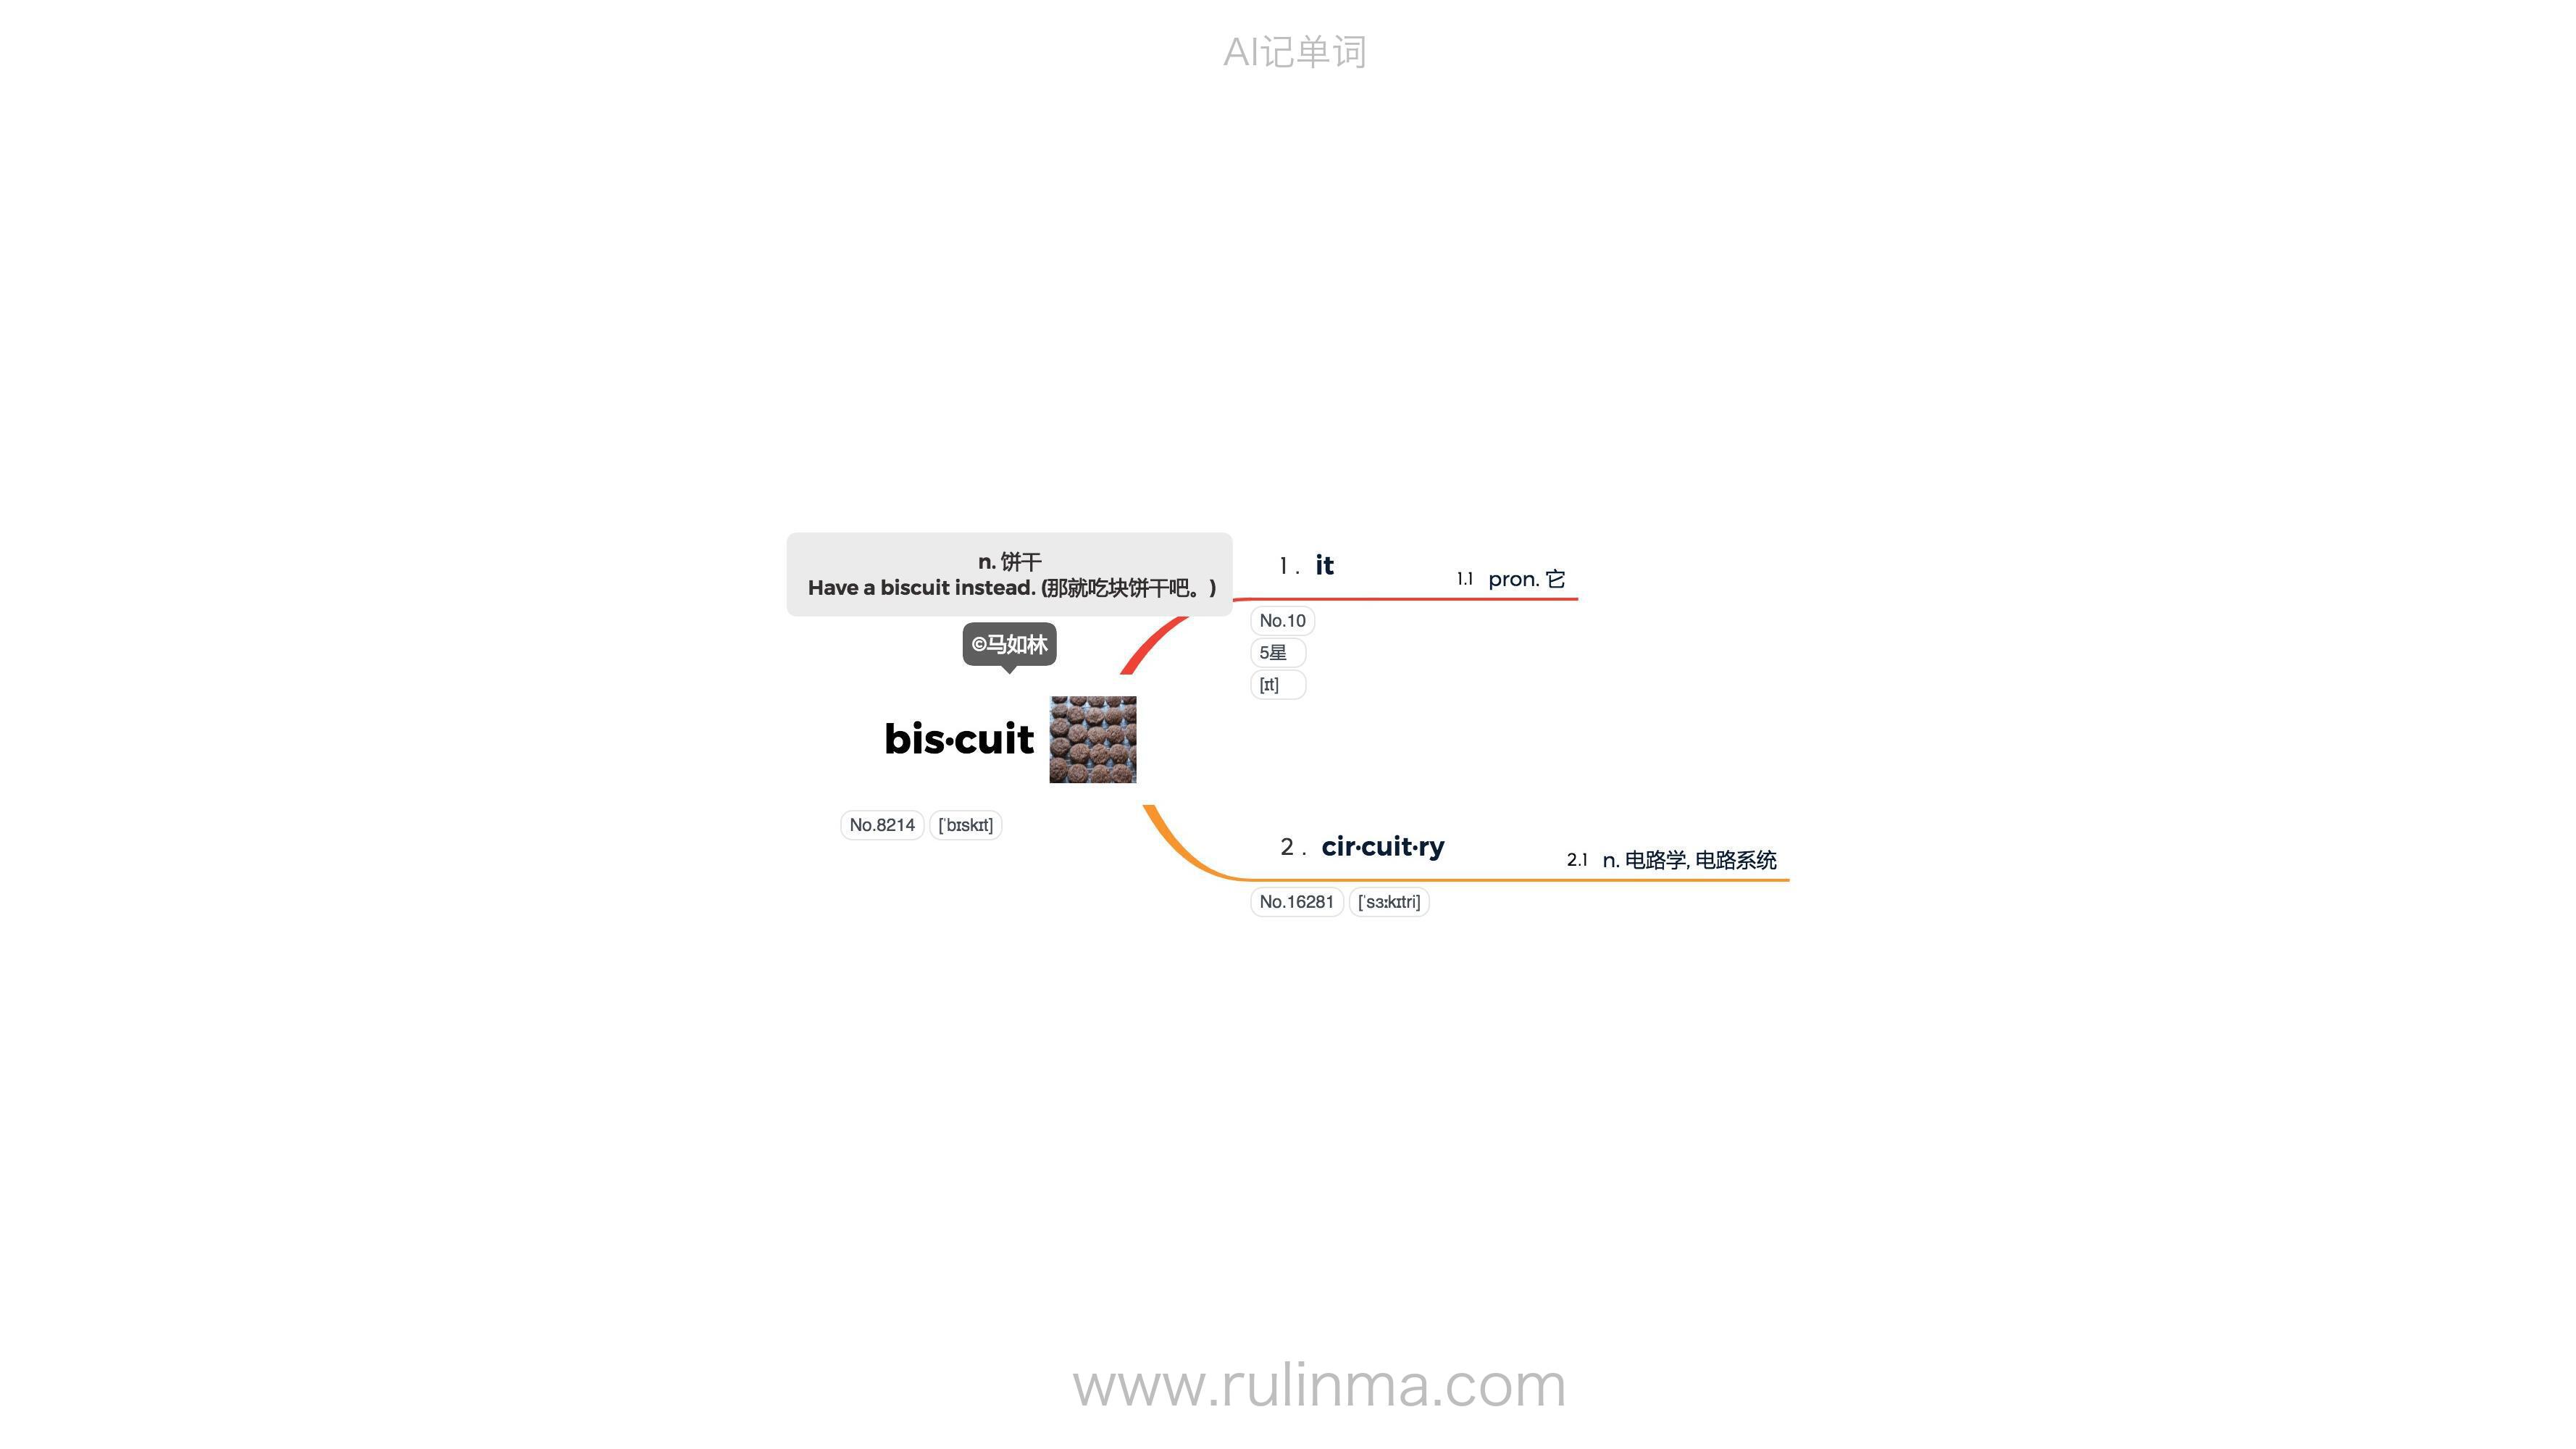 AI记单词
n. 饼干
Have a biscuit instead. (那就吃块饼干吧。)
©马如林
bis·cuit
No.8214 [ˈbɪskɪt]
1. it
1.1 pron. 它
No.10
5星
[ɪt]
2. cir·cuit·ry
2.1 n. 电路学, 电路系统
No.16281 [ˈsɜːkɪtri]
www.rulinma.com